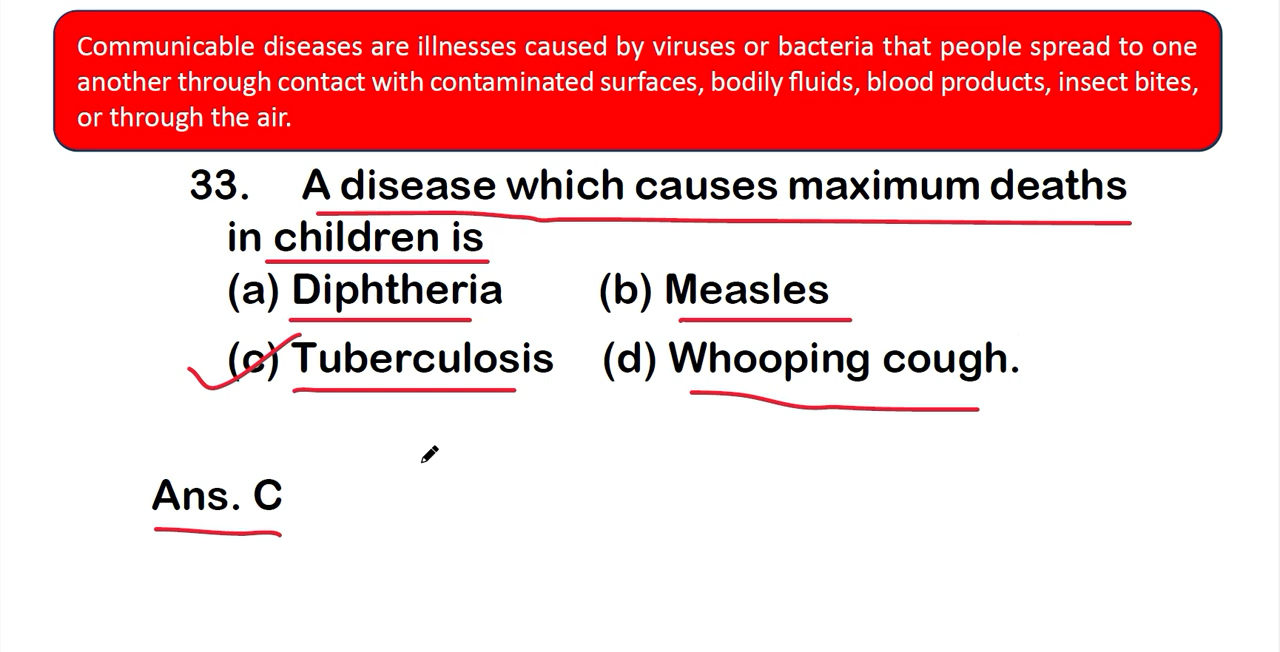 Communicable diseases are illnesses caused by viruses or bacteria that people spread to one
another through contact with contaminated surfaces, bodily fluids, blood products, insect bites,
or through the air.
33. A disease which causes maximum deaths
in children is
(a) Diphtheria (b) Measles
(c) Tuberculosis (d) Whooping cough.
Ans. C